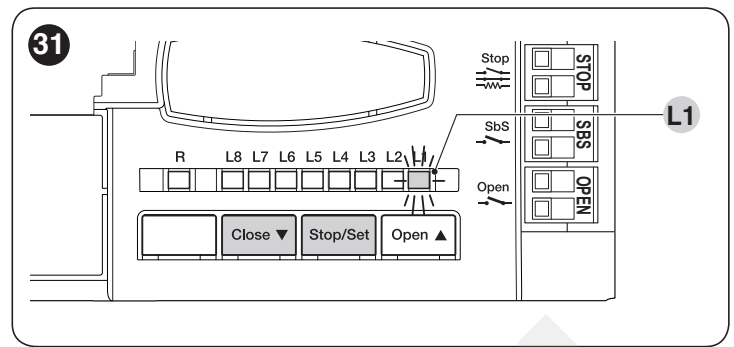 31
Stop
STOP
L1
SbS
SBS
R L8 L7 L6 L5 L4 L3 L2 L1
Open
OPEN
Close ▼ Stop/Set Open ▲